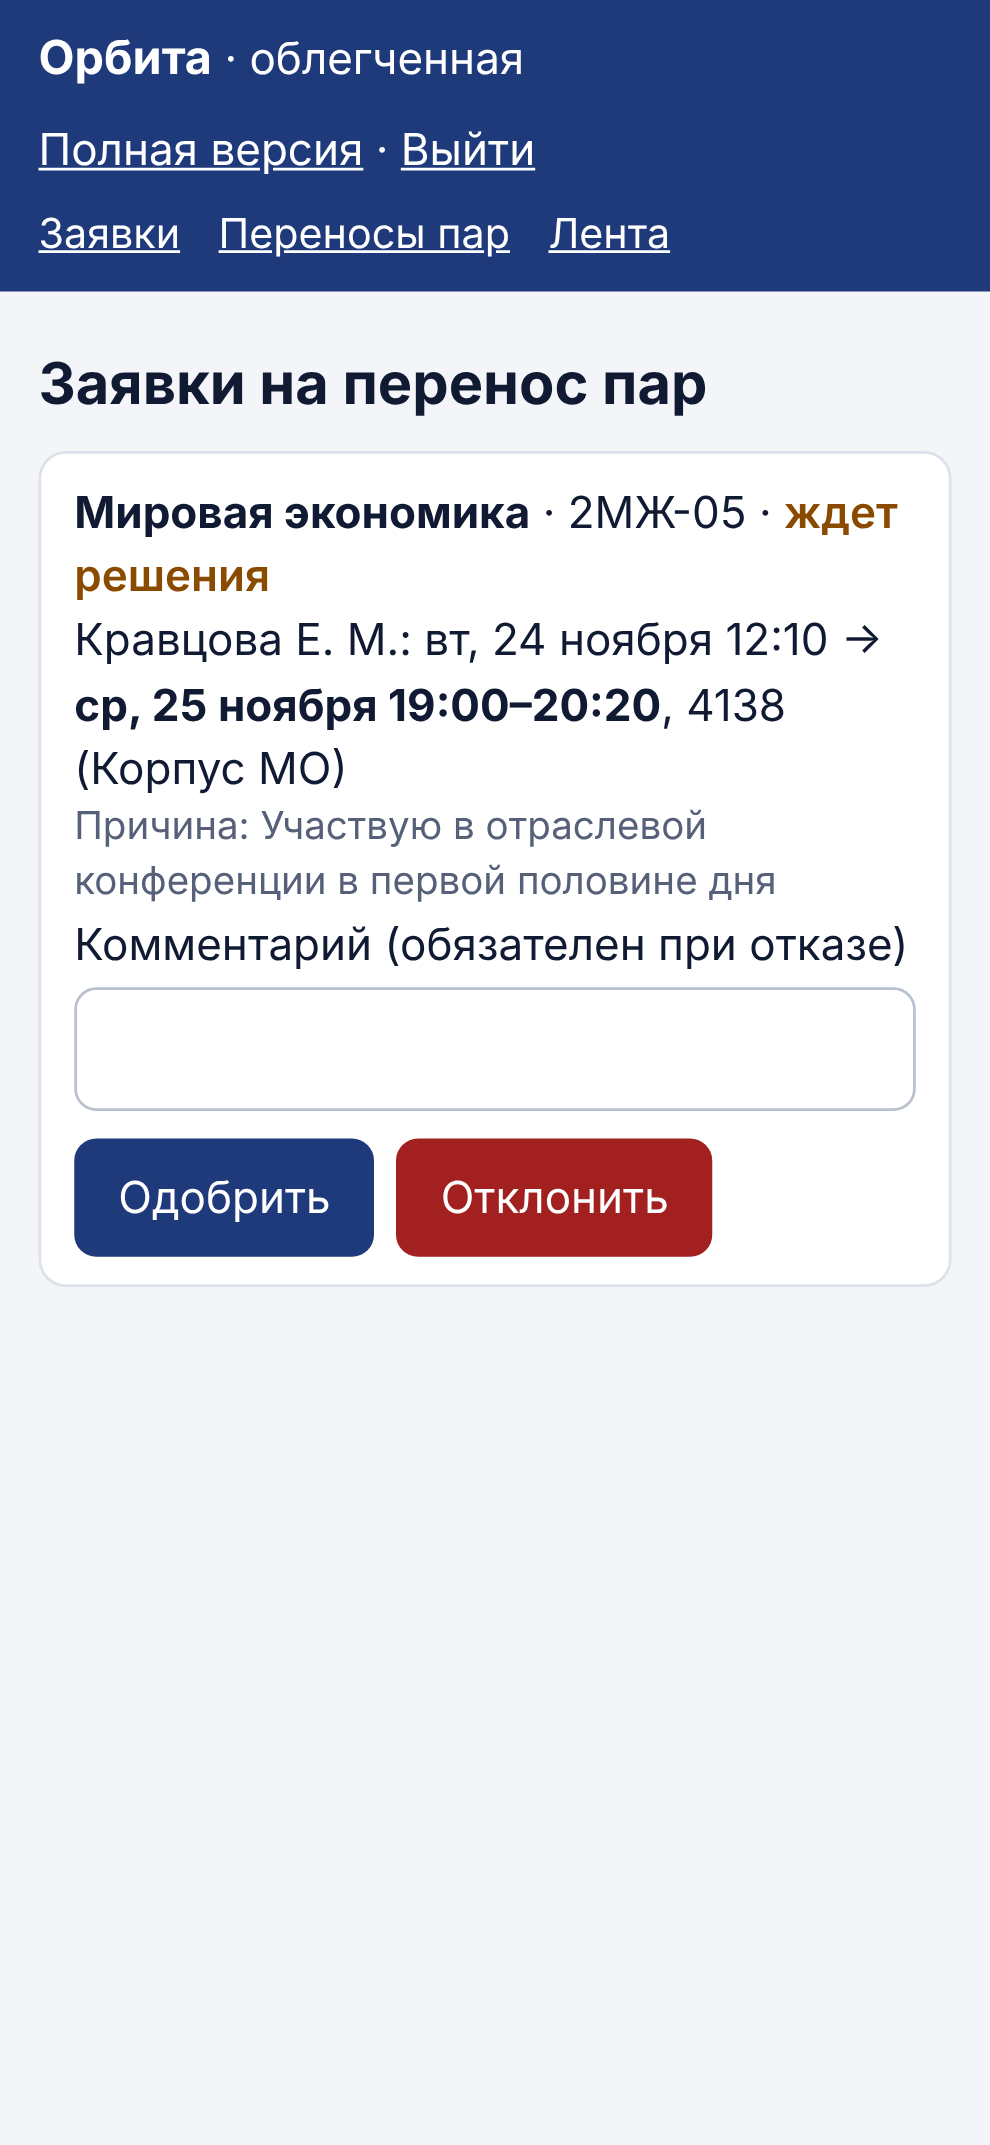 Орбита · облегченная
Полная версия · Выйти
Заявки Переносы пар Лента
Заявки на перенос пар
Мировая экономика · 2МЖ-05 · ждет
решения
Кравцова Е. М.: вт, 24 ноября 12:10 →
ср, 25 ноября 19:00–20:20, 4138
(Корпус МО)
Причина: Участвую в отраслевой
конференции в первой половине дня
Комментарий (обязателен при отказе)
Одобрить Отклонить